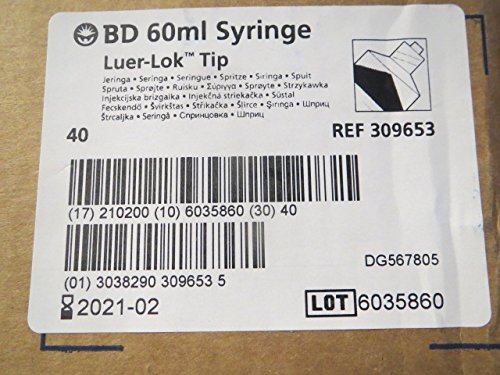 BD 60ml Syringe
Luer-Lok™ Tip
Jeringa • Seringa • Seringue • Spritze • Siringa • Spuit
Spruta • Sprøjte • Ruisku • Σύριγγα • Sprøyte • Strzykawka
Injekcijska brizgalka • Injekčná striekačka • Süstal
Fecskendő • Švirkštas • Stříkačka • Šlirce • Şırınga • Шприц
Štrcaljka • Seringă • Спринцовка • Шприц
40
REF 309653
(17) 210200 (10) 6035860 (30) 40
DG567805
(01) 3038290 309653 5
2021-02
LOT 6035860